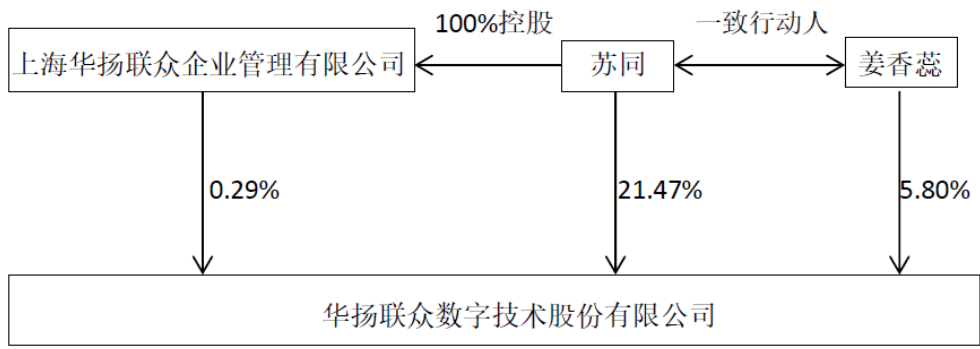 100%控股
一致行动人
上海华扬联众企业管理有限公司
苏同
姜香蕊
0.29%
21.47%
5.80%
华扬联众数字技术股份有限公司